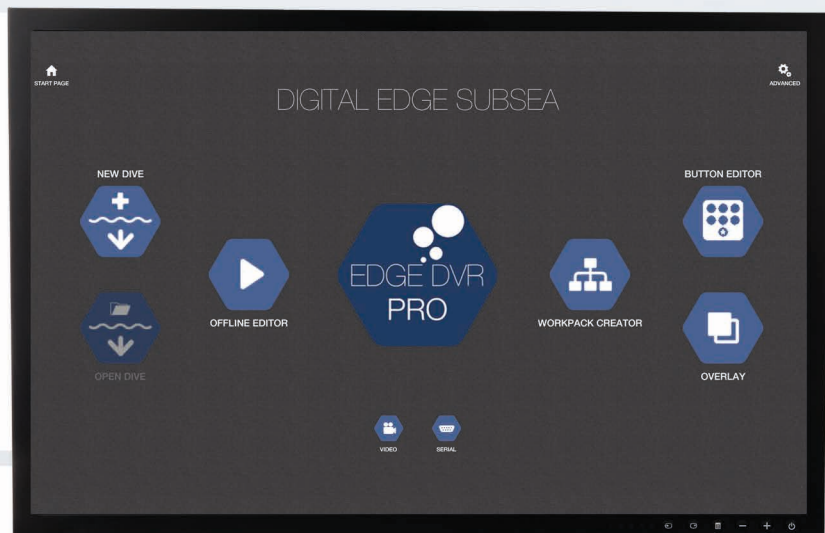 START PAGE
ADVANCED
DIGITAL EDGE SUBSEA
NEW DIVE
BUTTON EDITOR
EDGE DVR
PRO
OFFLINE EDITOR
WORKPACK CREATOR
OPEN DIVE
OVERLAY
VIDEO
SERIAL